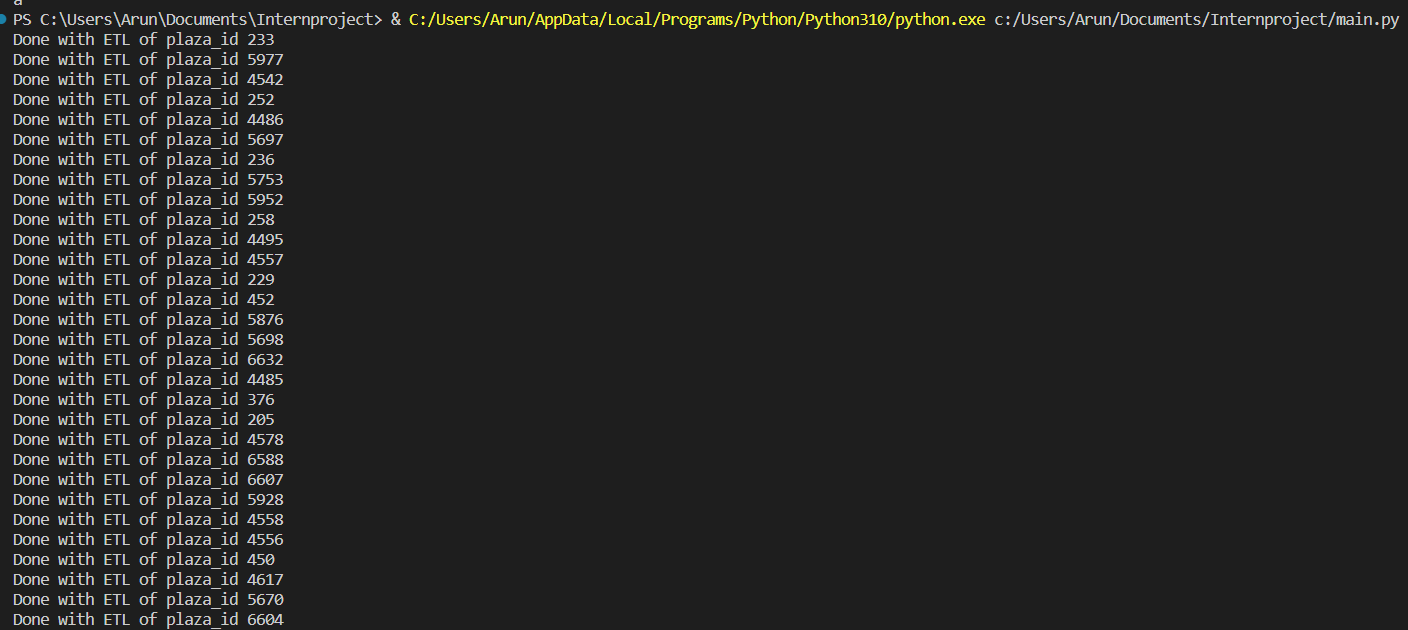 PS C:\Users\Arun\Documents\Internproject> & C:/Users/Arun/AppData/Local/Programs/Python/Python310/python.exe c:/Users/Arun/Documents/Internproject/main.py
Done with ETL of plaza_id 233
Done with ETL of plaza_id 5977
Done with ETL of plaza_id 4542
Done with ETL of plaza_id 252
Done with ETL of plaza_id 4486
Done with ETL of plaza_id 5697
Done with ETL of plaza_id 236
Done with ETL of plaza_id 5753
Done with ETL of plaza_id 5952
Done with ETL of plaza_id 258
Done with ETL of plaza_id 4495
Done with ETL of plaza_id 4557
Done with ETL of plaza_id 229
Done with ETL of plaza_id 452
Done with ETL of plaza_id 5876
Done with ETL of plaza_id 5698
Done with ETL of plaza_id 6632
Done with ETL of plaza_id 4485
Done with ETL of plaza_id 376
Done with ETL of plaza_id 205
Done with ETL of plaza_id 4578
Done with ETL of plaza_id 6588
Done with ETL of plaza_id 6607
Done with ETL of plaza_id 5928
Done with ETL of plaza_id 4558
Done with ETL of plaza_id 4556
Done with ETL of plaza_id 450
Done with ETL of plaza_id 4617
Done with ETL of plaza_id 5670
Done with ETL of plaza_id 6604